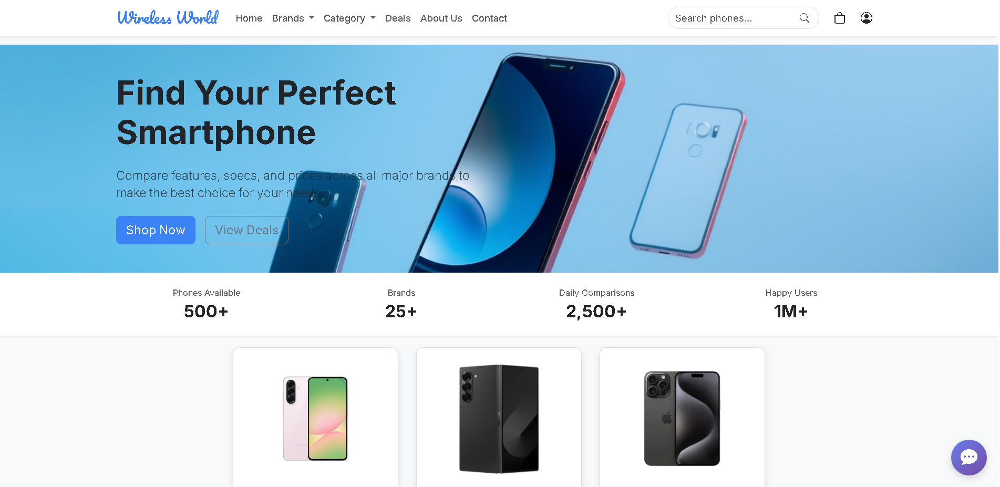 Wireless World
Home Brands Category Deals About Us Contact
Search phones...
Find Your Perfect
Smartphone
Compare features, specs, and prices across all major brands to
make the best choice for your needs.
Shop Now View Deals
Phones Available
500+
Brands
25+
Daily Comparisons
2,500+
Happy Users
1M+